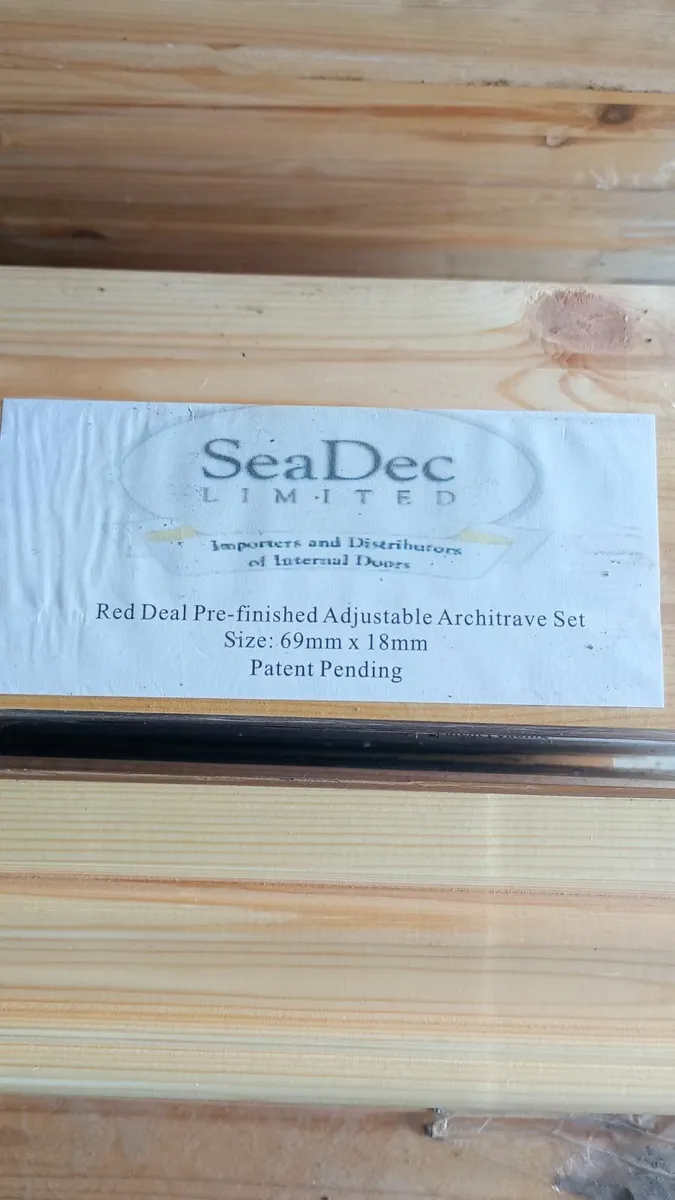 SeaDec
LIMITED
Importers and Distributors
of Internal Doors
Red Deal Pre-finished Adjustable Architrave Set
Size: 69mm x 18mm
Patent Pending